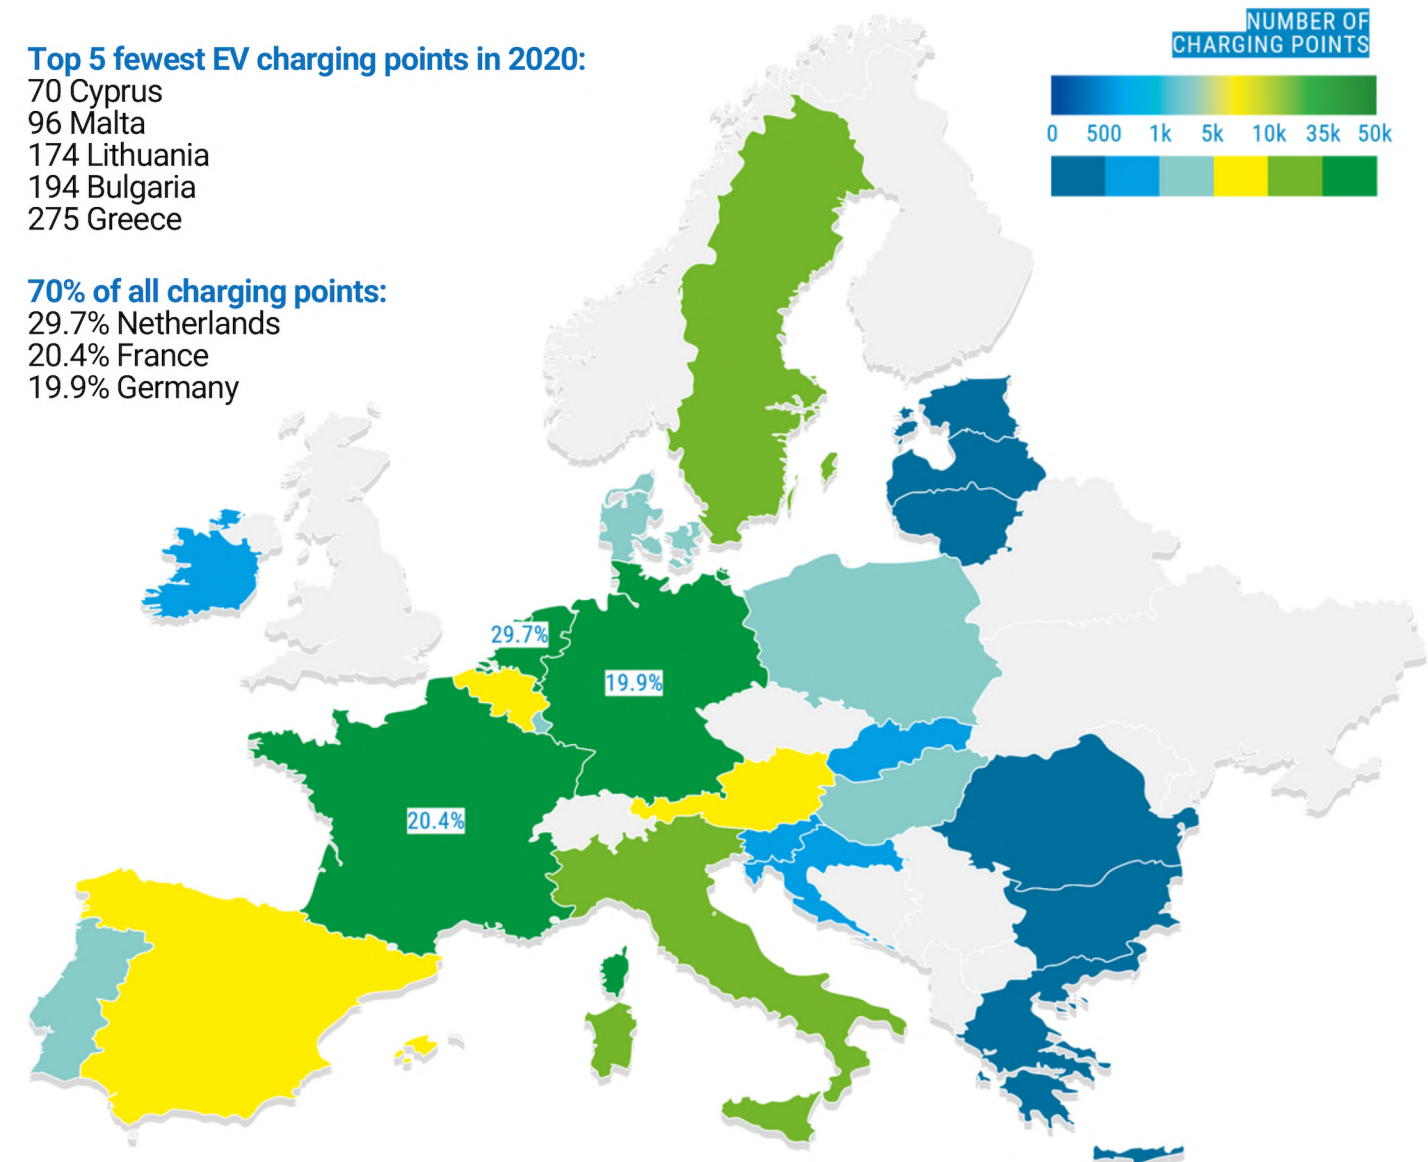 Top 5 fewest EV charging points in 2020:
70 Cyprus
96 Malta
174 Lithuania
194 Bulgaria
275 Greece
70% of all charging points:
29.7% Netherlands
20.4% France
19.9% Germany
NUMBER OF
CHARGING POINTS
0 500 1k 5k 10k 35k 50k
29.7%
19.9%
20.4%